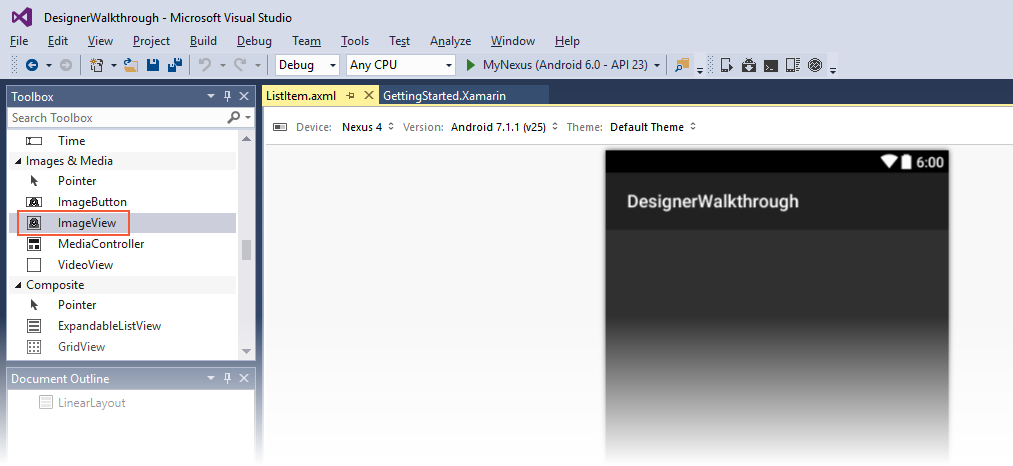 DesignerWalkthrough - Microsoft Visual Studio
File Edit View Project Build Debug Team Tools Test Analyze Window Help
Debug Any CPU MyNexus (Android 6.0 - API 23)
Toolbox
Search Toolbox
Time
Images & Media
Pointer
ImageButton
ImageView
MediaController
VideoView
Composite
Pointer
ExpandableListView
GridView
Document Outline
LinearLayout
ListItem.axml GettingStarted.Xamarin
Device: Nexus 4 Version: Android 7.1.1 (v25) Theme: Default Theme
6:00
DesignerWalkthrough